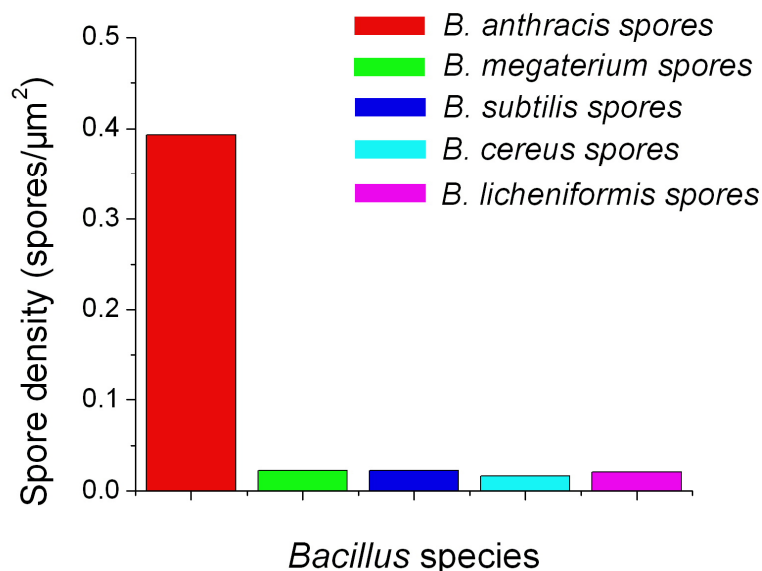 B. anthracis spores
B. megaterium spores
B. subtilis spores
B. cereus spores
B. licheniformis spores
Spore density (spores/µm²)
0.5
0.4
0.3
0.2
0.1
0.0
Bacillus species